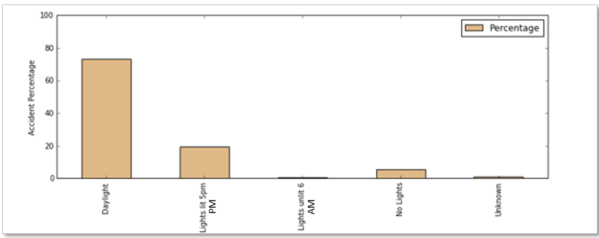 100
80
60
40
20
0
Accident Percentage
Percentage
Daylight
Lights lit 5pm
PM
Lights unlit 6
AM
No Lights
Unknown